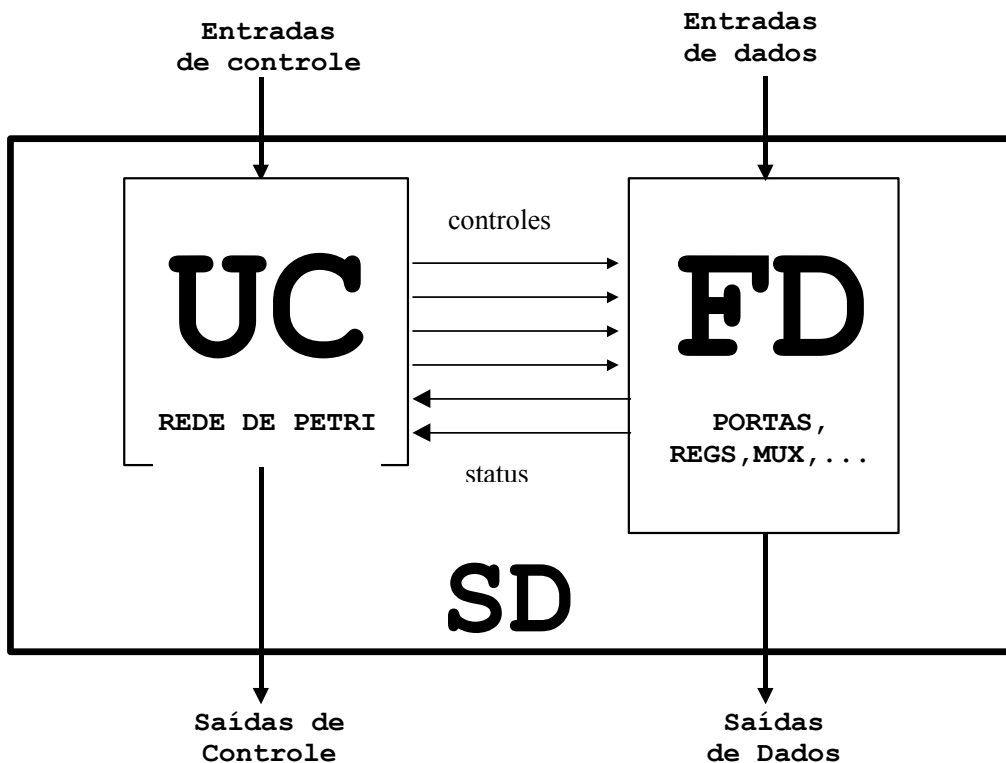 Entradas
de controle
Entradas
de dados
controles
UC
FD
REDE DE PETRI
PORTAS,
REGS,MUX,...
status
SD
Saídas de
Controle
Saídas
de Dados